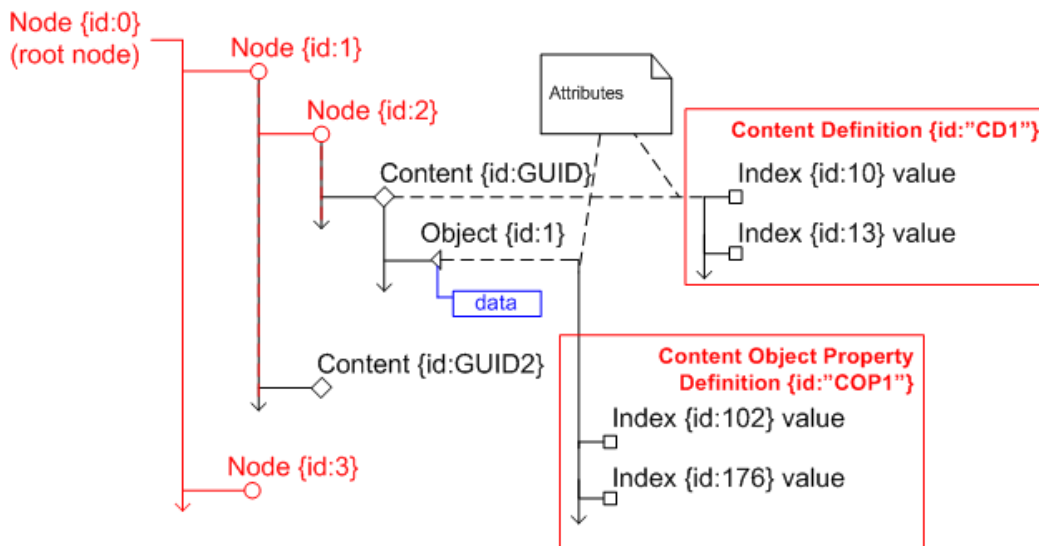 Node {id:0}
(root node)
Node {id:1}
Node {id:2}
Attributes
Content Definition {id:”CD1”}
Content {id:GUID}
Index {id:10} value
Object {id:1}
Index {id:13} value
data
Content {id:GUID2}
Content Object Property
Definition {id:”COP1”}
Index {id:102} value
Node {id:3}
Index {id:176} value